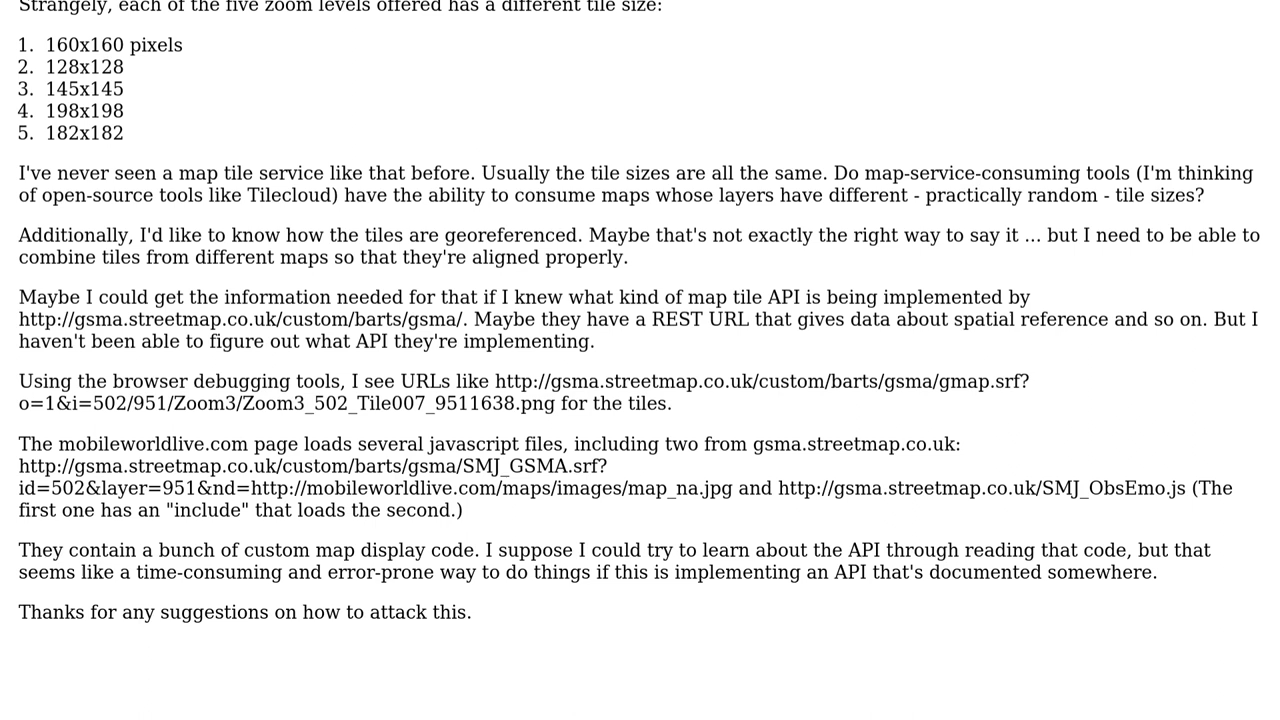 Strangely, each of the five zoom levels offered has a different tile size:
1. 160x160 pixels
2. 128x128
3. 145x145
4. 198x198
5. 182x182
I've never seen a map tile service like that before. Usually the tile sizes are all the same. Do map-service-consuming tools (I'm thinking
of open-source tools like Tilecloud) have the ability to consume maps whose layers have different - practically random - tile sizes?
Additionally, I'd like to know how the tiles are georeferenced. Maybe that's not exactly the right way to say it ... but I need to be able to
combine tiles from different maps so that they're aligned properly.
Maybe I could get the information needed for that if I knew what kind of map tile API is being implemented by
http://gsma.streetmap.co.uk/custom/barts/gsma/. Maybe they have a REST URL that gives data about spatial reference and so on. But I
haven't been able to figure out what API they're implementing.
Using the browser debugging tools, I see URLs like http://gsma.streetmap.co.uk/custom/barts/gsma/gmap.srf?
o=1&i=502/951/Zoom3/Zoom3_502_Tile007_9511638.png for the tiles.
The mobileworldlive.com page loads several javascript files, including two from gsma.streetmap.co.uk:
http://gsma.streetmap.co.uk/custom/barts/gsma/SMJ_GSMA.srf?
id=502&layer=951&nd=http://mobileworldlive.com/maps/images/map_na.jpg and http://gsma.streetmap.co.uk/SMJ_ObsEmo.js (The
first one has an "include" that loads the second.)
They contain a bunch of custom map display code. I suppose I could try to learn about the API through reading that code, but that
seems like a time-consuming and error-prone way to do things if this is implementing an API that's documented somewhere.
Thanks for any suggestions on how to attack this.